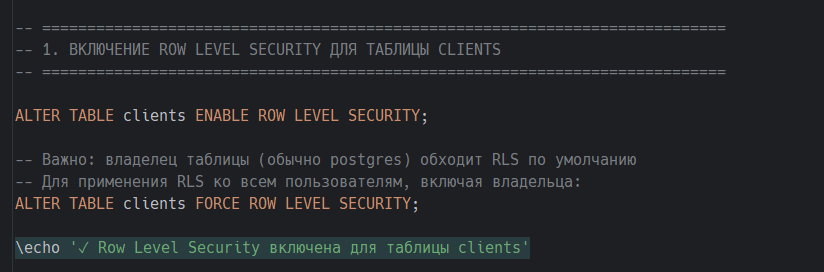 -- ============================================================================
-- 1. ВКЛЮЧЕНИЕ ROW LEVEL SECURITY ДЛЯ ТАБЛИЦЫ CLIENTS
-- ============================================================================
ALTER TABLE clients ENABLE ROW LEVEL SECURITY;
-- Важно: владелец таблицы (обычно postgres) обходит RLS по умолчанию
-- Для применения RLS ко всем пользователям, включая владельца:
ALTER TABLE clients FORCE ROW LEVEL SECURITY;
\echo '✓ Row Level Security включена для таблицы clients'